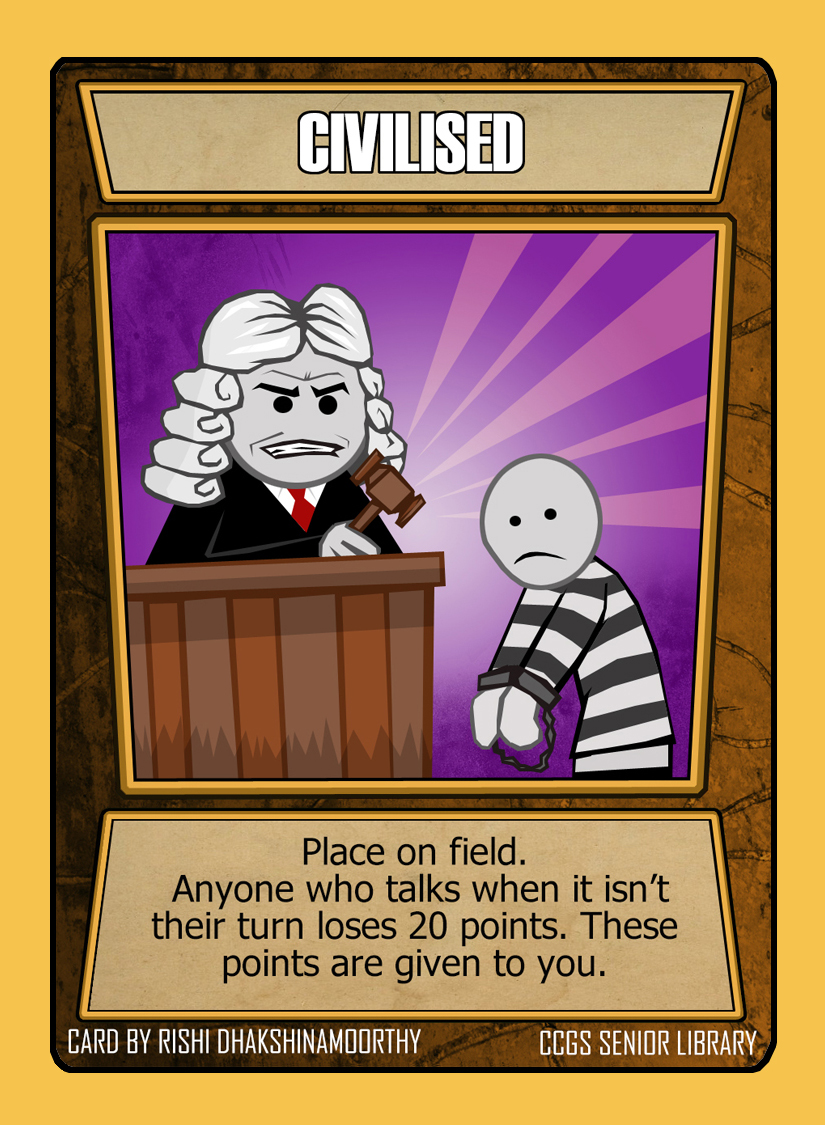 CIVILISED
Place on field.
Anyone who talks when it isn't
their turn loses 20 points. These
points are given to you.
CARD BY RISHI DHAKSHINAMOORTHY
CCGS SENIOR LIBRARY